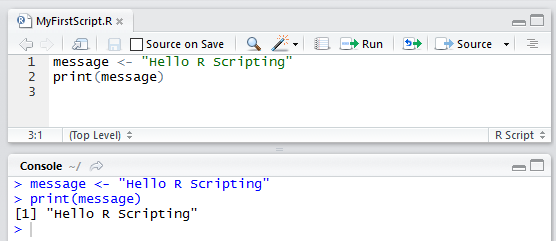 MyFirstScript.R
Source on Save Run Source
1 message <- "Hello R Scripting"
2 print(message)
3
3:1 (Top Level) R Script
Console ~/
> message <- "Hello R Scripting"
> print(message)
[1] "Hello R Scripting"
>